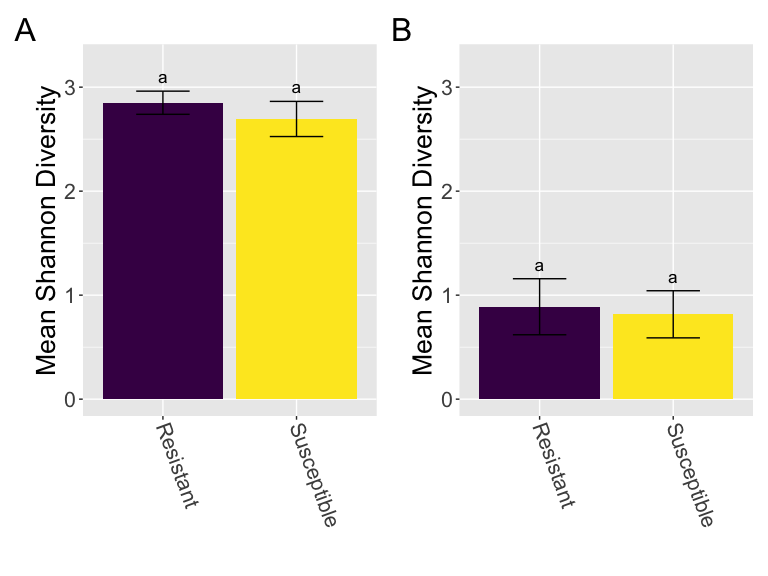 A
Mean Shannon Diversity
3
2
1
0
a
a
Resistant
Susceptible
B
Mean Shannon Diversity
3
2
1
0
a
a
Resistant
Susceptible